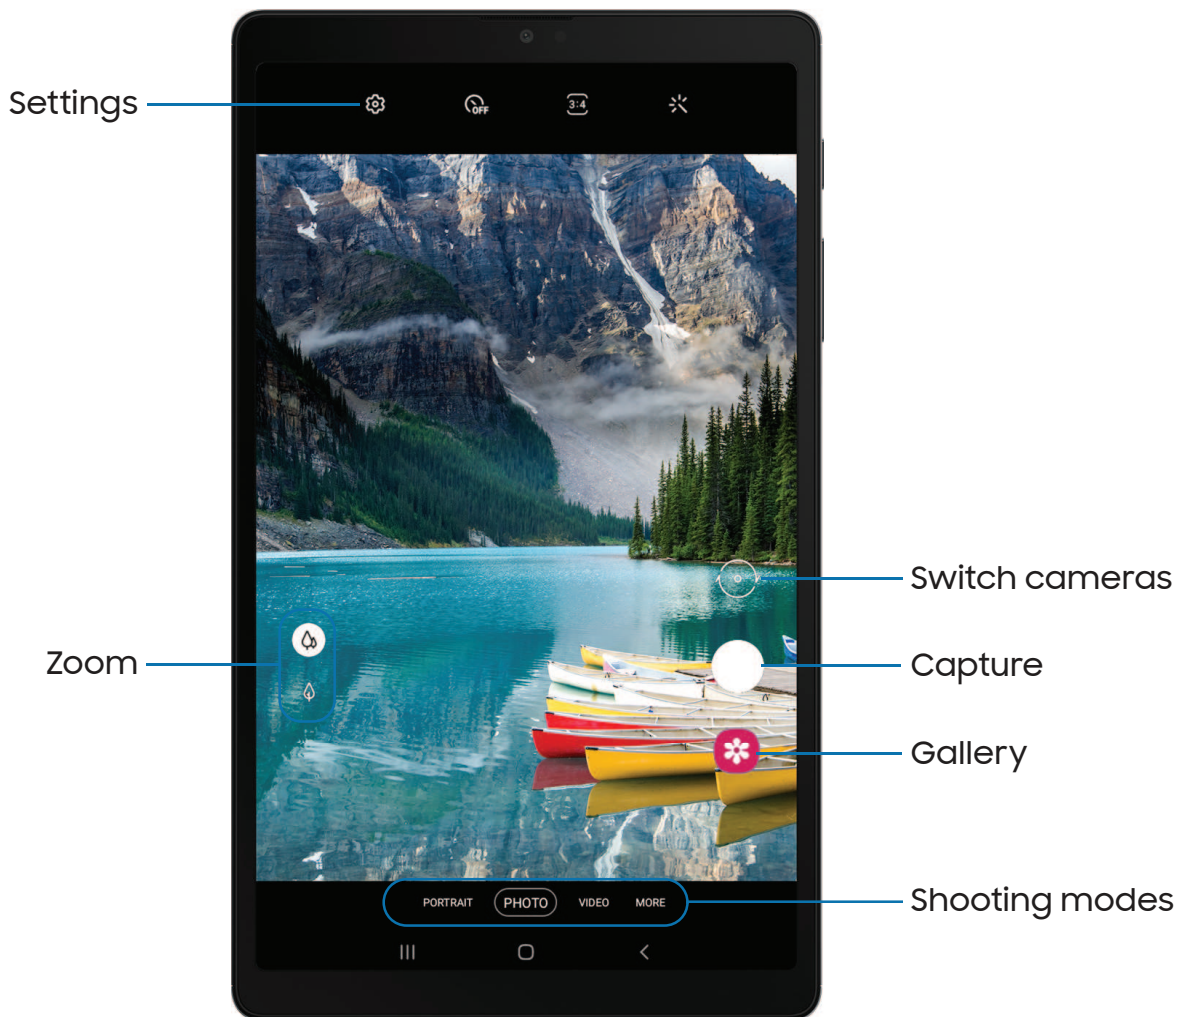 Settings
OFF
3:4
Switch cameras
Zoom
Capture
Gallery
PORTRAIT PHOTO VIDEO MORE
Shooting modes